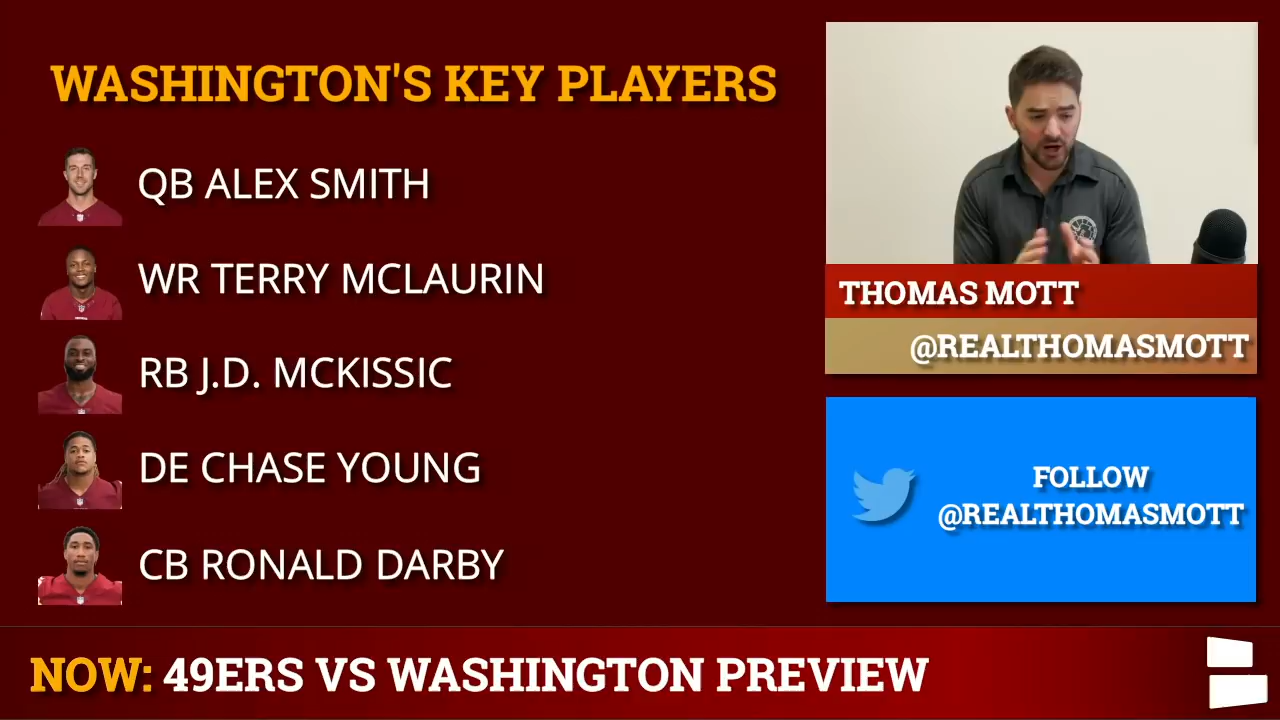 WASHINGTON'S KEY PLAYERS
QB ALEX SMITH
WR TERRY MCLAURIN
RB J.D. MCKISSIC
DE CHASE YOUNG
CB RONALD DARBY
THOMAS MOTT
@REALTHOMASMOTT
FOLLOW
@REALTHOMASMOTT
NOW: 49ERS VS WASHINGTON PREVIEW